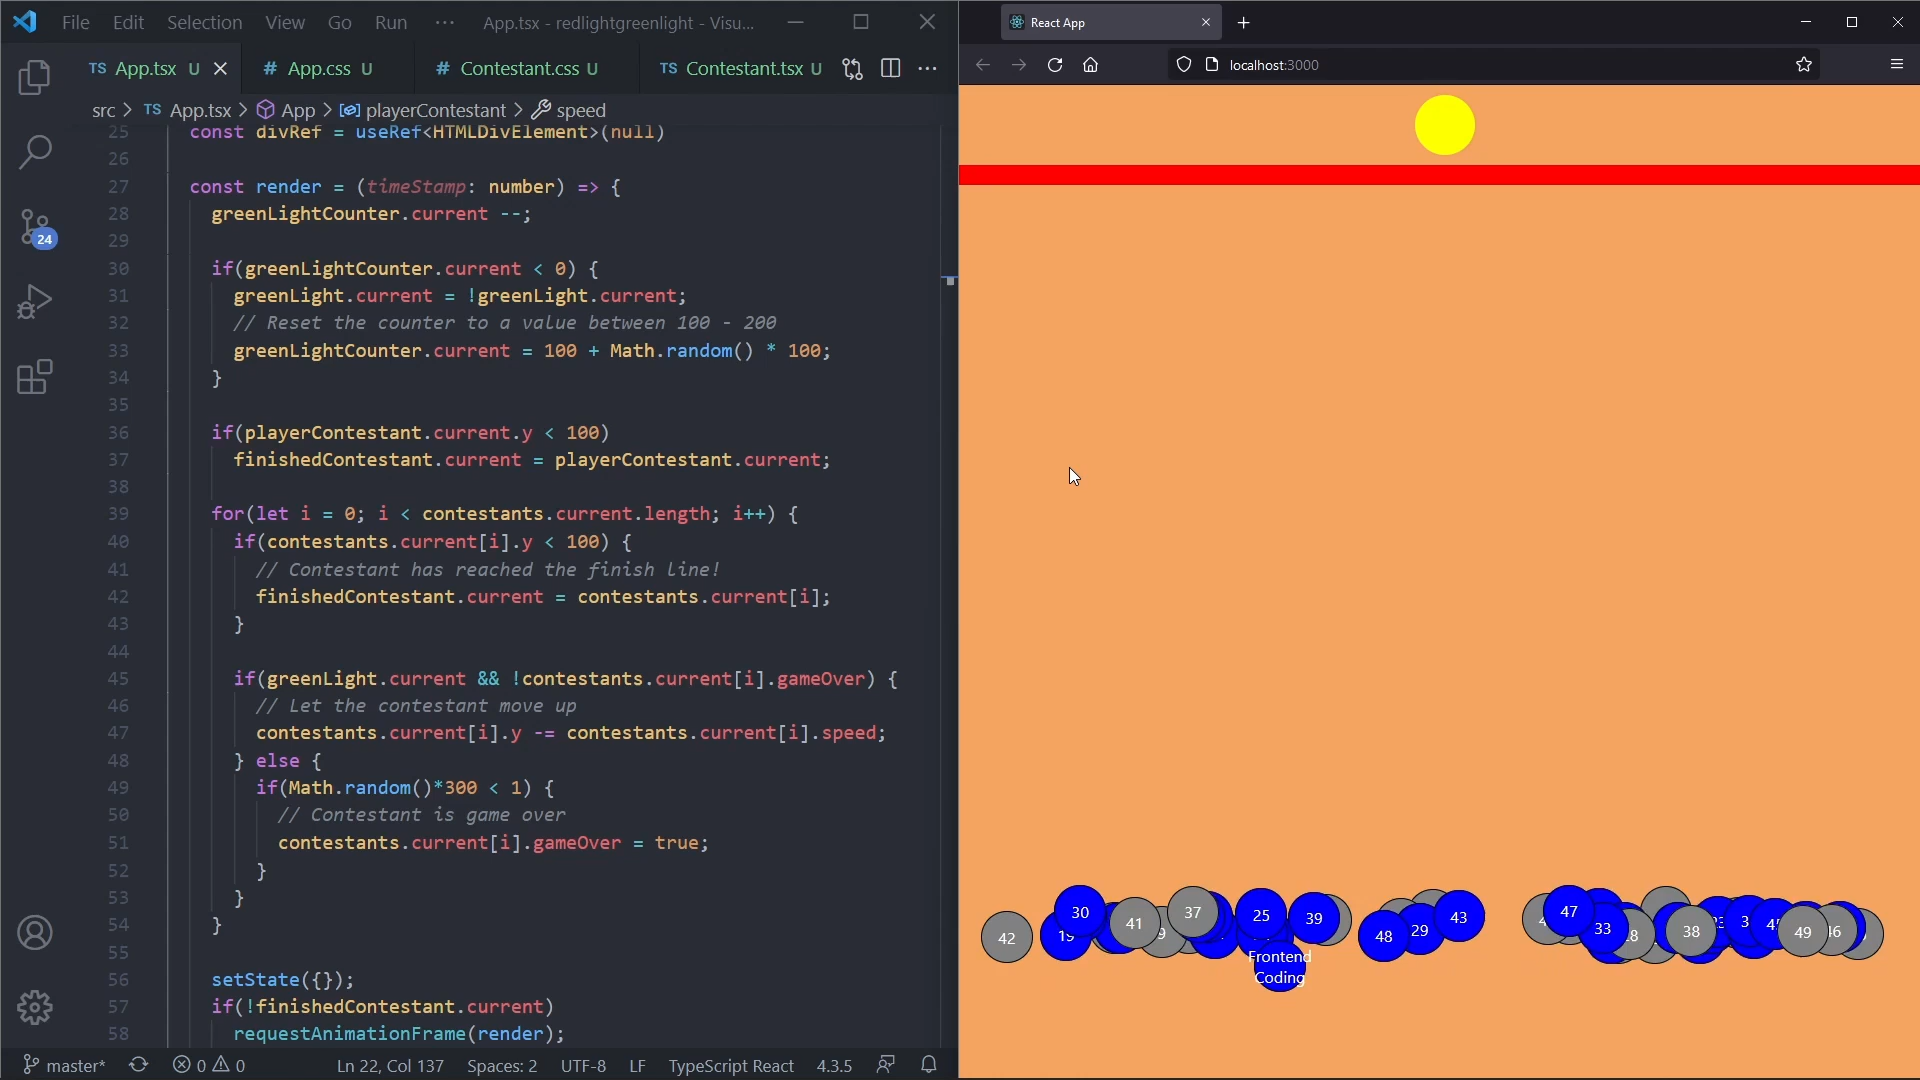 File Edit Selection View Go Run ··· App.tsx - redlightgreenlight - Visu...
TS App.tsx U
# App.css U
# Contestant.css U
TS Contestant.tsx U
src > TS App.tsx > App > playerContestant > speed
25 const divRef = useRef<HTMLDivElement>(null)
26
27 const render = (timeStamp: number) => {
28 greenLightCounter.current --;
29
30 if(greenLightCounter.current < 0) {
31 greenLight.current = !greenLight.current;
32 // Reset the counter to a value between 100 - 200
33 greenLightCounter.current = 100 + Math.random() * 100;
34 }
35
36 if(playerContestant.current.y < 100)
37 finishedContestant.current = playerContestant.current;
38
39 for(let i = 0; i < contestants.current.length; i++) {
40 if(contestants.current[i].y < 100) {
41 // Contestant has reached the finish line!
42 finishedContestant.current = contestants.current[i];
43 }
44
45 if(greenLight.current && !contestants.current[i].gameOver) {
46 // Let the contestant move up
47 contestants.current[i].y -= contestants.current[i].speed;
48 } else {
49 if(Math.random()*300 < 1) {
50 // Contestant is game over
51 contestants.current[i].gameOver = true;
52 }
53 }
54 }
55
56 setState({});
57 if(!finishedContestant.current)
58 requestAnimationFrame(render);
24
master* 0 0 Ln 22, Col 137 Spaces: 2 UTF-8 LF TypeScript React 4.3.5
React App
localhost:3000
42
30
19
41
37
25
39
48
29
43
47
33
38
49
46
Frontend
Coding